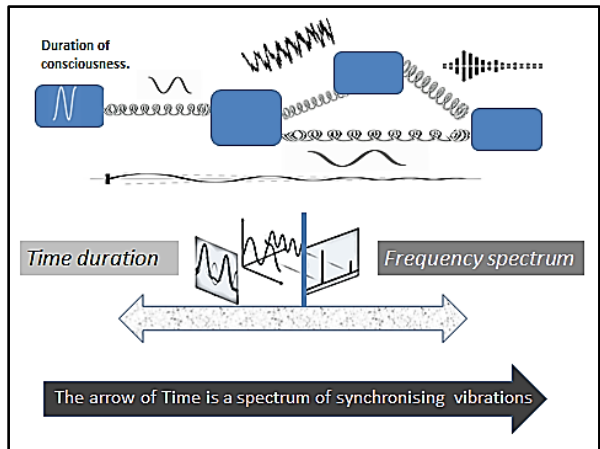 Duration of
consciousness.
Time duration
Frequency spectrum
The arrow of Time is a spectrum of synchronising vibrations